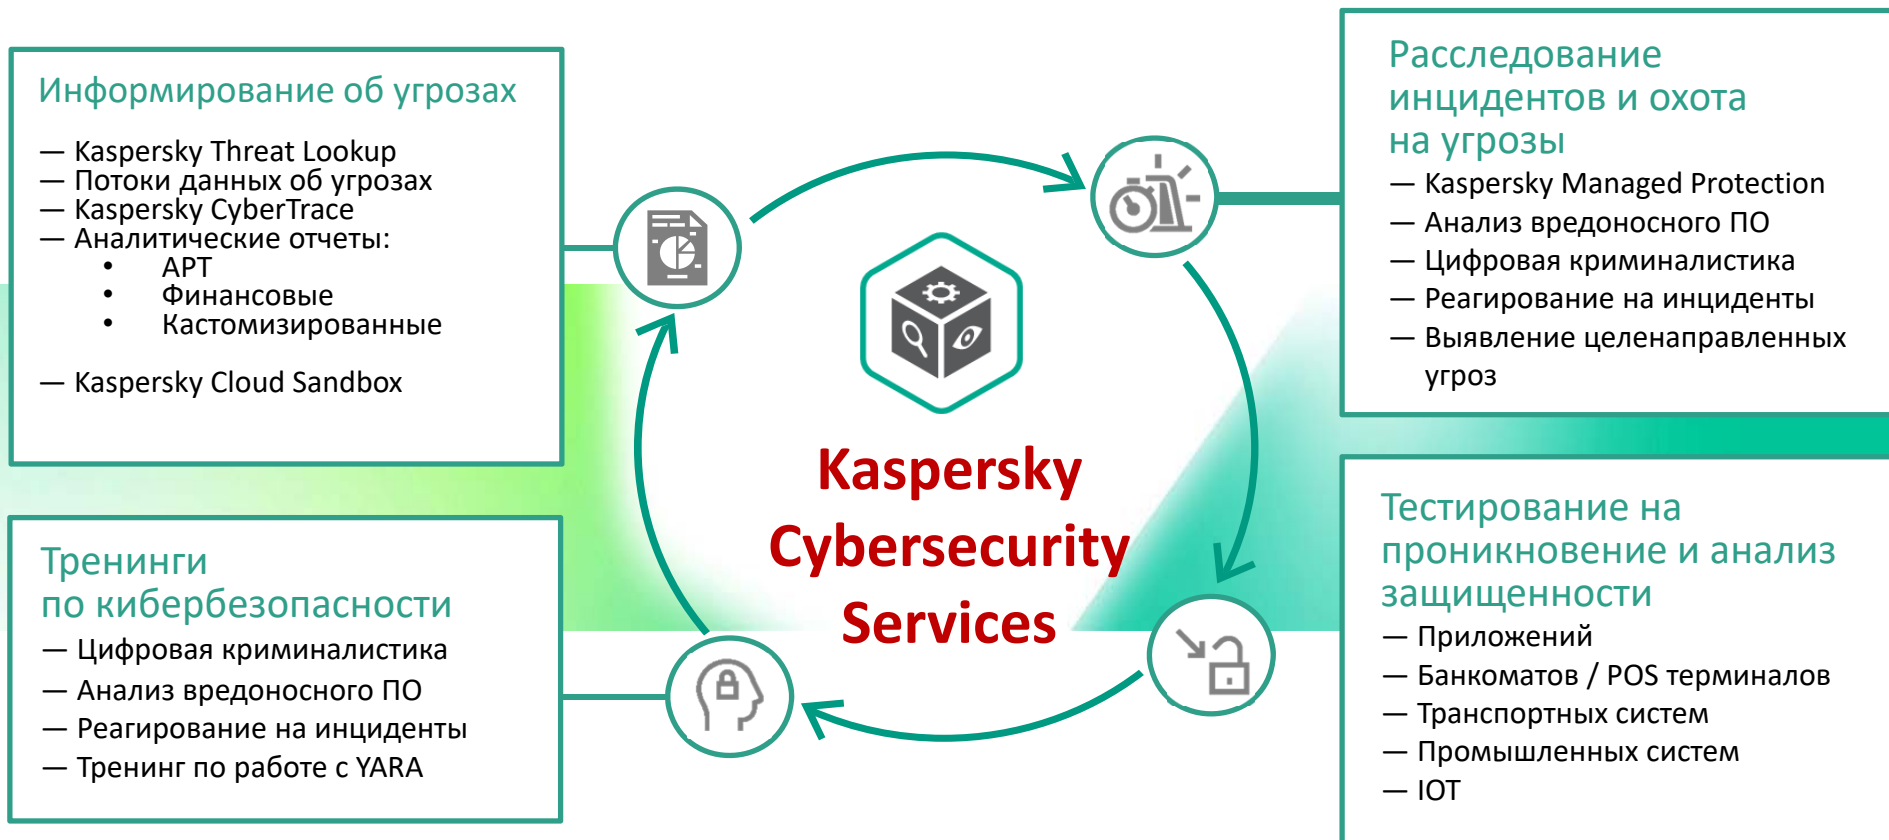 Информирование об угрозах
— Kaspersky Threat Lookup
— Потоки данных об угрозах
— Kaspersky CyberTrace
— Аналитические отчеты:
• APT
• Финансовые
• Кастомизированные
— Kaspersky Cloud Sandbox
Расследование
инцидентов и охота
на угрозы
— Kaspersky Managed Protection
— Анализ вредоносного ПО
— Цифровая криминалистика
— Реагирование на инциденты
— Выявление целенаправленных
угроз
Kaspersky
Cybersecurity
Services
Тренинги
по кибербезопасности
— Цифровая криминалистика
— Анализ вредоносного ПО
— Реагирование на инциденты
— Тренинг по работе с YARA
Тестирование на
проникновение и анализ
защищенности
— Приложений
— Банкоматов / POS терминалов
— Транспортных систем
— Промышленных систем
— IOT